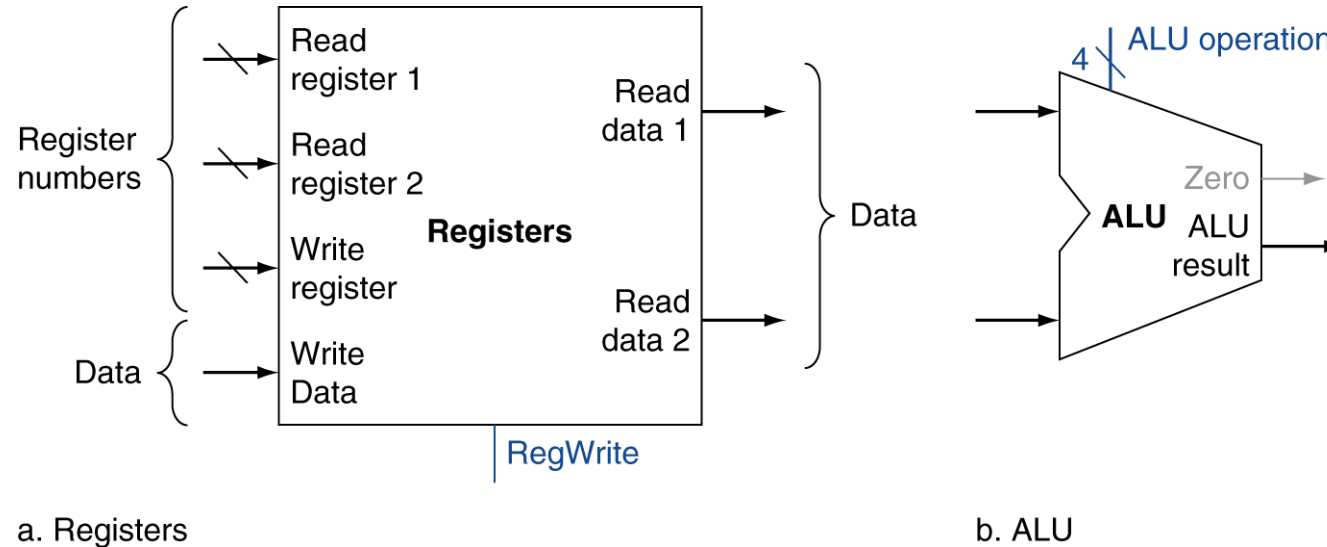 Register
numbers
Data
Read
register 1
Read
register 2
Write
register
Write
Data
Registers
Read
data 1
Read
data 2
RegWrite
Data
a. Registers
4
ALU operation
Zero
ALU
ALU
result
b. ALU